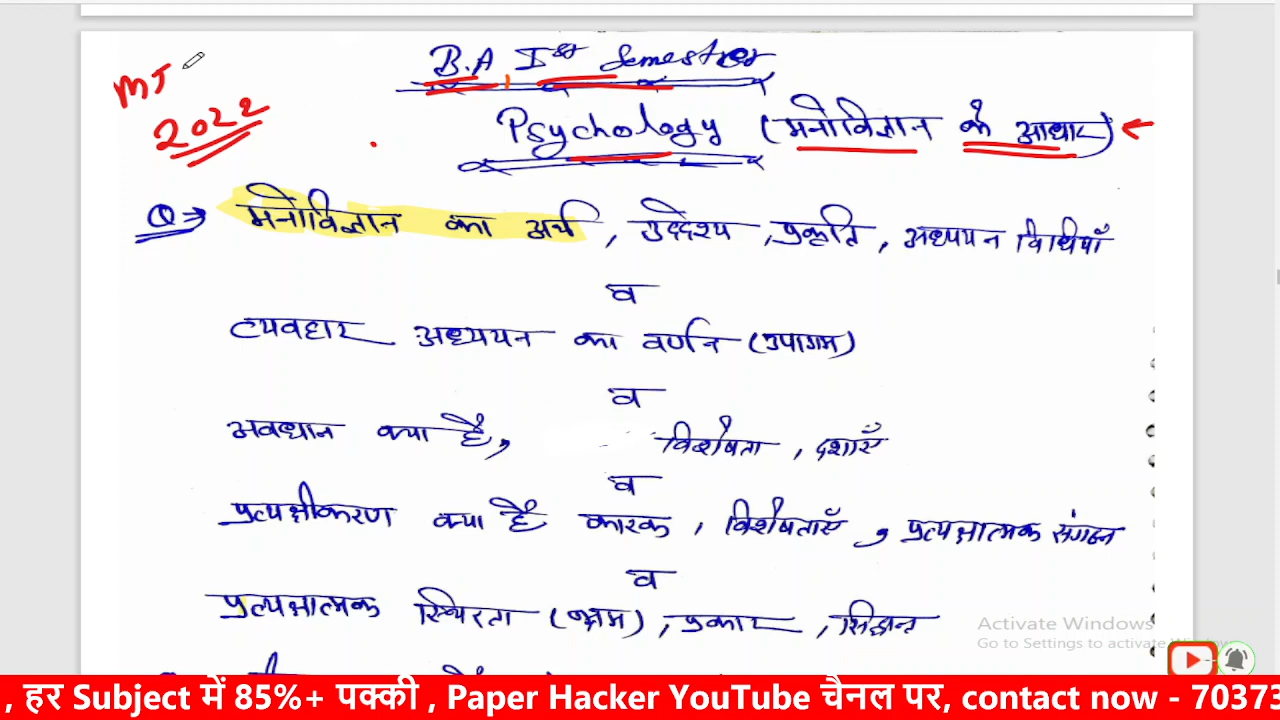 MJ
2022
B.A Ist Semester
Psychology (मनोविज्ञान के आधार)
Q मनोविज्ञान का अर्थ, उद्देश्य, प्रकृति, अध्ययन विधियाँ
व
व्यवहार अध्ययन का वर्णन (उपागम)
व
अवधान क्या है, विशेषता, दशाएँ
व
प्रत्यक्षीकरण क्या है कारक, विशेषताएँ, प्रत्यक्षात्मक संगठन
व
प्रत्यक्षात्मक स्थिरता, प्रकार, सिद्धान्त
Activate Windows
Go to Settings to activate
, हर Subject में 85%+ पक्की , Paper Hacker YouTube चैनल पर, contact now - 70373